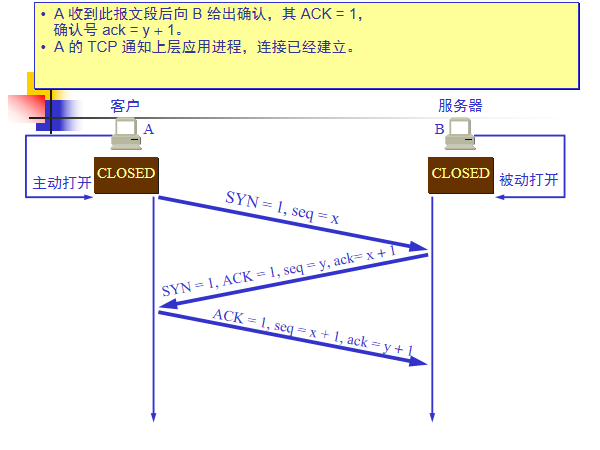 • A 收到此报文段后向 B 给出确认，其 ACK = 1，
确认号 ack = y + 1。
• A 的 TCP 通知上层应用进程，连接已经建立。
客户
服务器
A
B
CLOSED
CLOSED
主动打开
被动打开
SYN = 1, seq = x
SYN = 1, ACK = 1, seq = y, ack= x + 1
ACK = 1, seq = x + 1, ack = y + 1